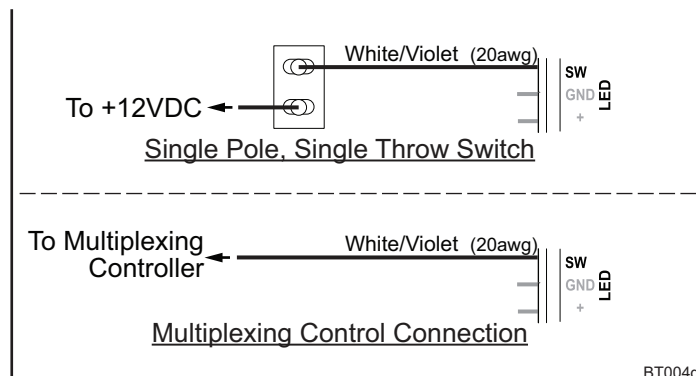 White/Violet (20awg)
SW
GND
+
LED
To +12VDC
Single Pole, Single Throw Switch
To Multiplexing
Controller
White/Violet (20awg)
SW
GND
+
LED
Multiplexing Control Connection